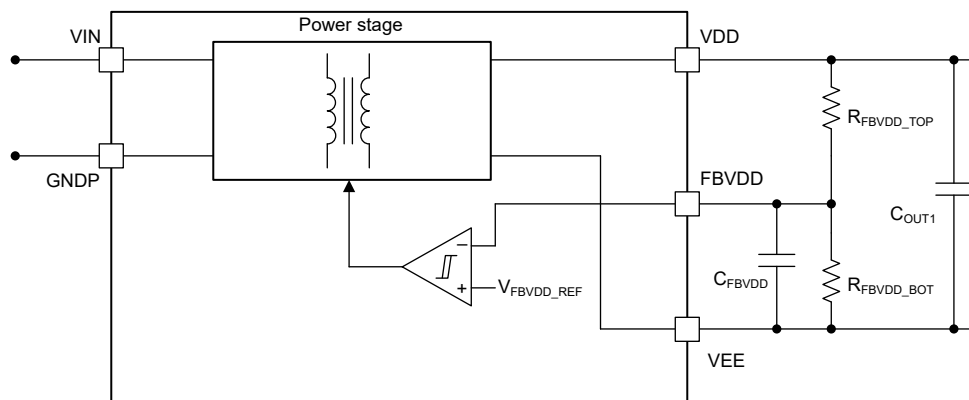 Power stage
VIN
VDD
R_FBVDD_TOP
GNDP
FBVDD
C_OUT1
−
C_FBVDD
R_FBVDD_BOT
+
V_FBVDD_REF
VEE